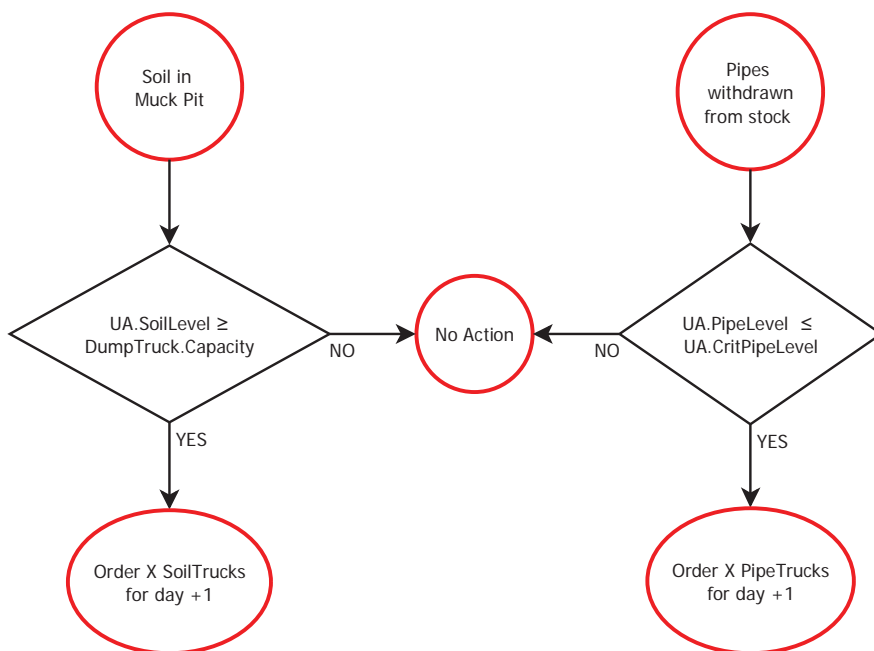 Soil in
Muck Pit
Pipes
withdrawn
from stock
UA.SoilLevel ≥
DumpTruck.Capacity
NO
No Action
NO
UA.PipeLevel ≤
UA.CritPipeLevel
YES
YES
Order X SoilTrucks
for day +1
Order X PipeTrucks
for day +1